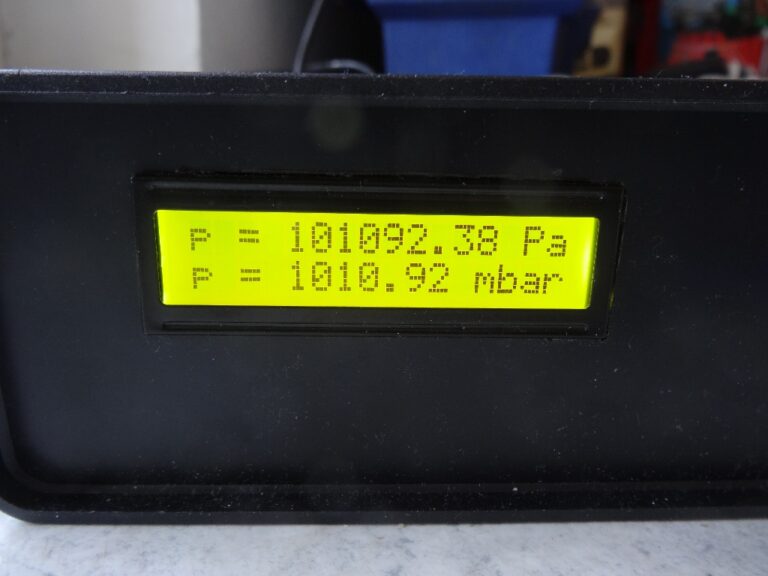 p = 101092.38 Pa
p = 1010.92 mbar